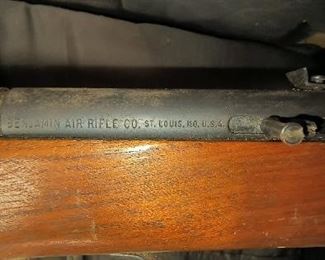 BENJAMIN AIR RIFLE CO. ST. LOUIS, MO. U.S.A.